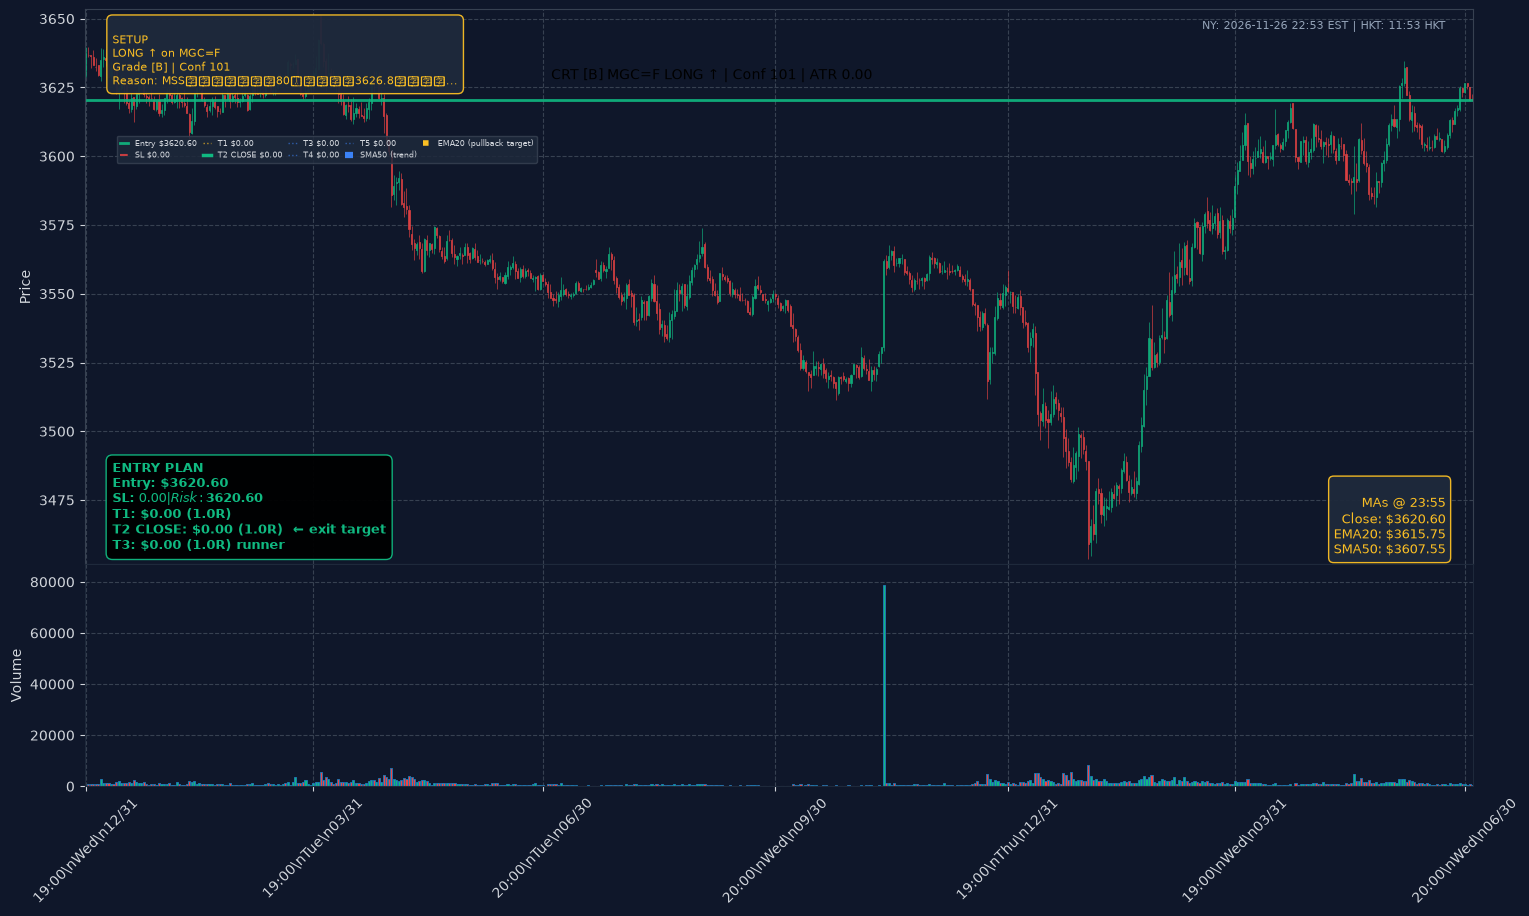 NY: 2026-11-26 22:53 EST | HKT: 11:53 HKT
SETUP
LONG ↑ on MGC=F
Grade [B] | Conf 101
Reason: MSS 80 3626.8 ...
CRT [B] MGC=F LONG ↑ | Conf 101 | ATR 0.00
Entry $3620.60
SL $0.00
T1 $0.00
T2 CLOSE $0.00
T3 $0.00
T4 $0.00
T5 $0.00
SMA50 (trend)
EMA20 (pullback target)
Price
3650
3625
3600
3575
3550
3525
3500
3475
ENTRY PLAN
Entry: $3620.60
SL: 0.00|Risk:3620.60
T1: $0.00 (1.0R)
T2 CLOSE: $0.00 (1.0R) ← exit target
T3: $0.00 (1.0R) runner
MAs @ 23:55
Close: $3620.60
EMA20: $3615.75
SMA50: $3607.55
Volume
80000
60000
40000
20000
0
19:00\nWed\n12/31
19:00\nTue\n03/31
20:00\nTue\n06/30
20:00\nWed\n09/30
19:00\nThu\n12/31
19:00\nWed\n03/31
20:00\nWed\n06/30